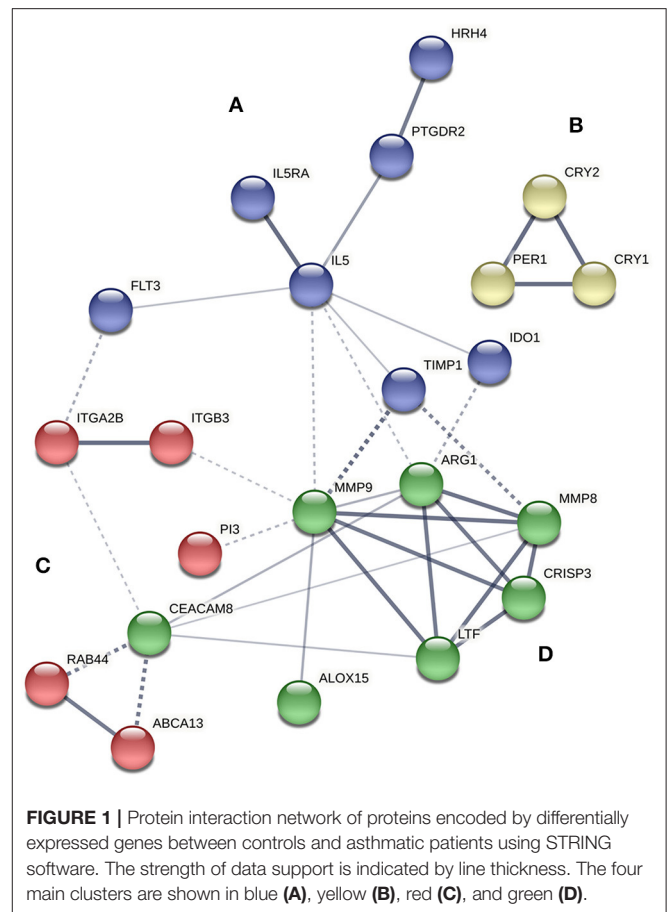 HRH4
A
PTGDR2
B
CRY2
IL5RA
PER1
CRY1
IL5
FLT3
IDO1
TIMP1
ITGA2B
ITGB3
ARG1
MMP9
MMP8
PI3
C
CRISP3
CEACAM8
LTF
D
RAB44
ALOX15
ABCA13
FIGURE 1 | Protein interaction network of proteins encoded by differentially
expressed genes between controls and asthmatic patients using STRING
software. The strength of data support is indicated by line thickness. The four
main clusters are shown in blue (A), yellow (B), red (C), and green (D).